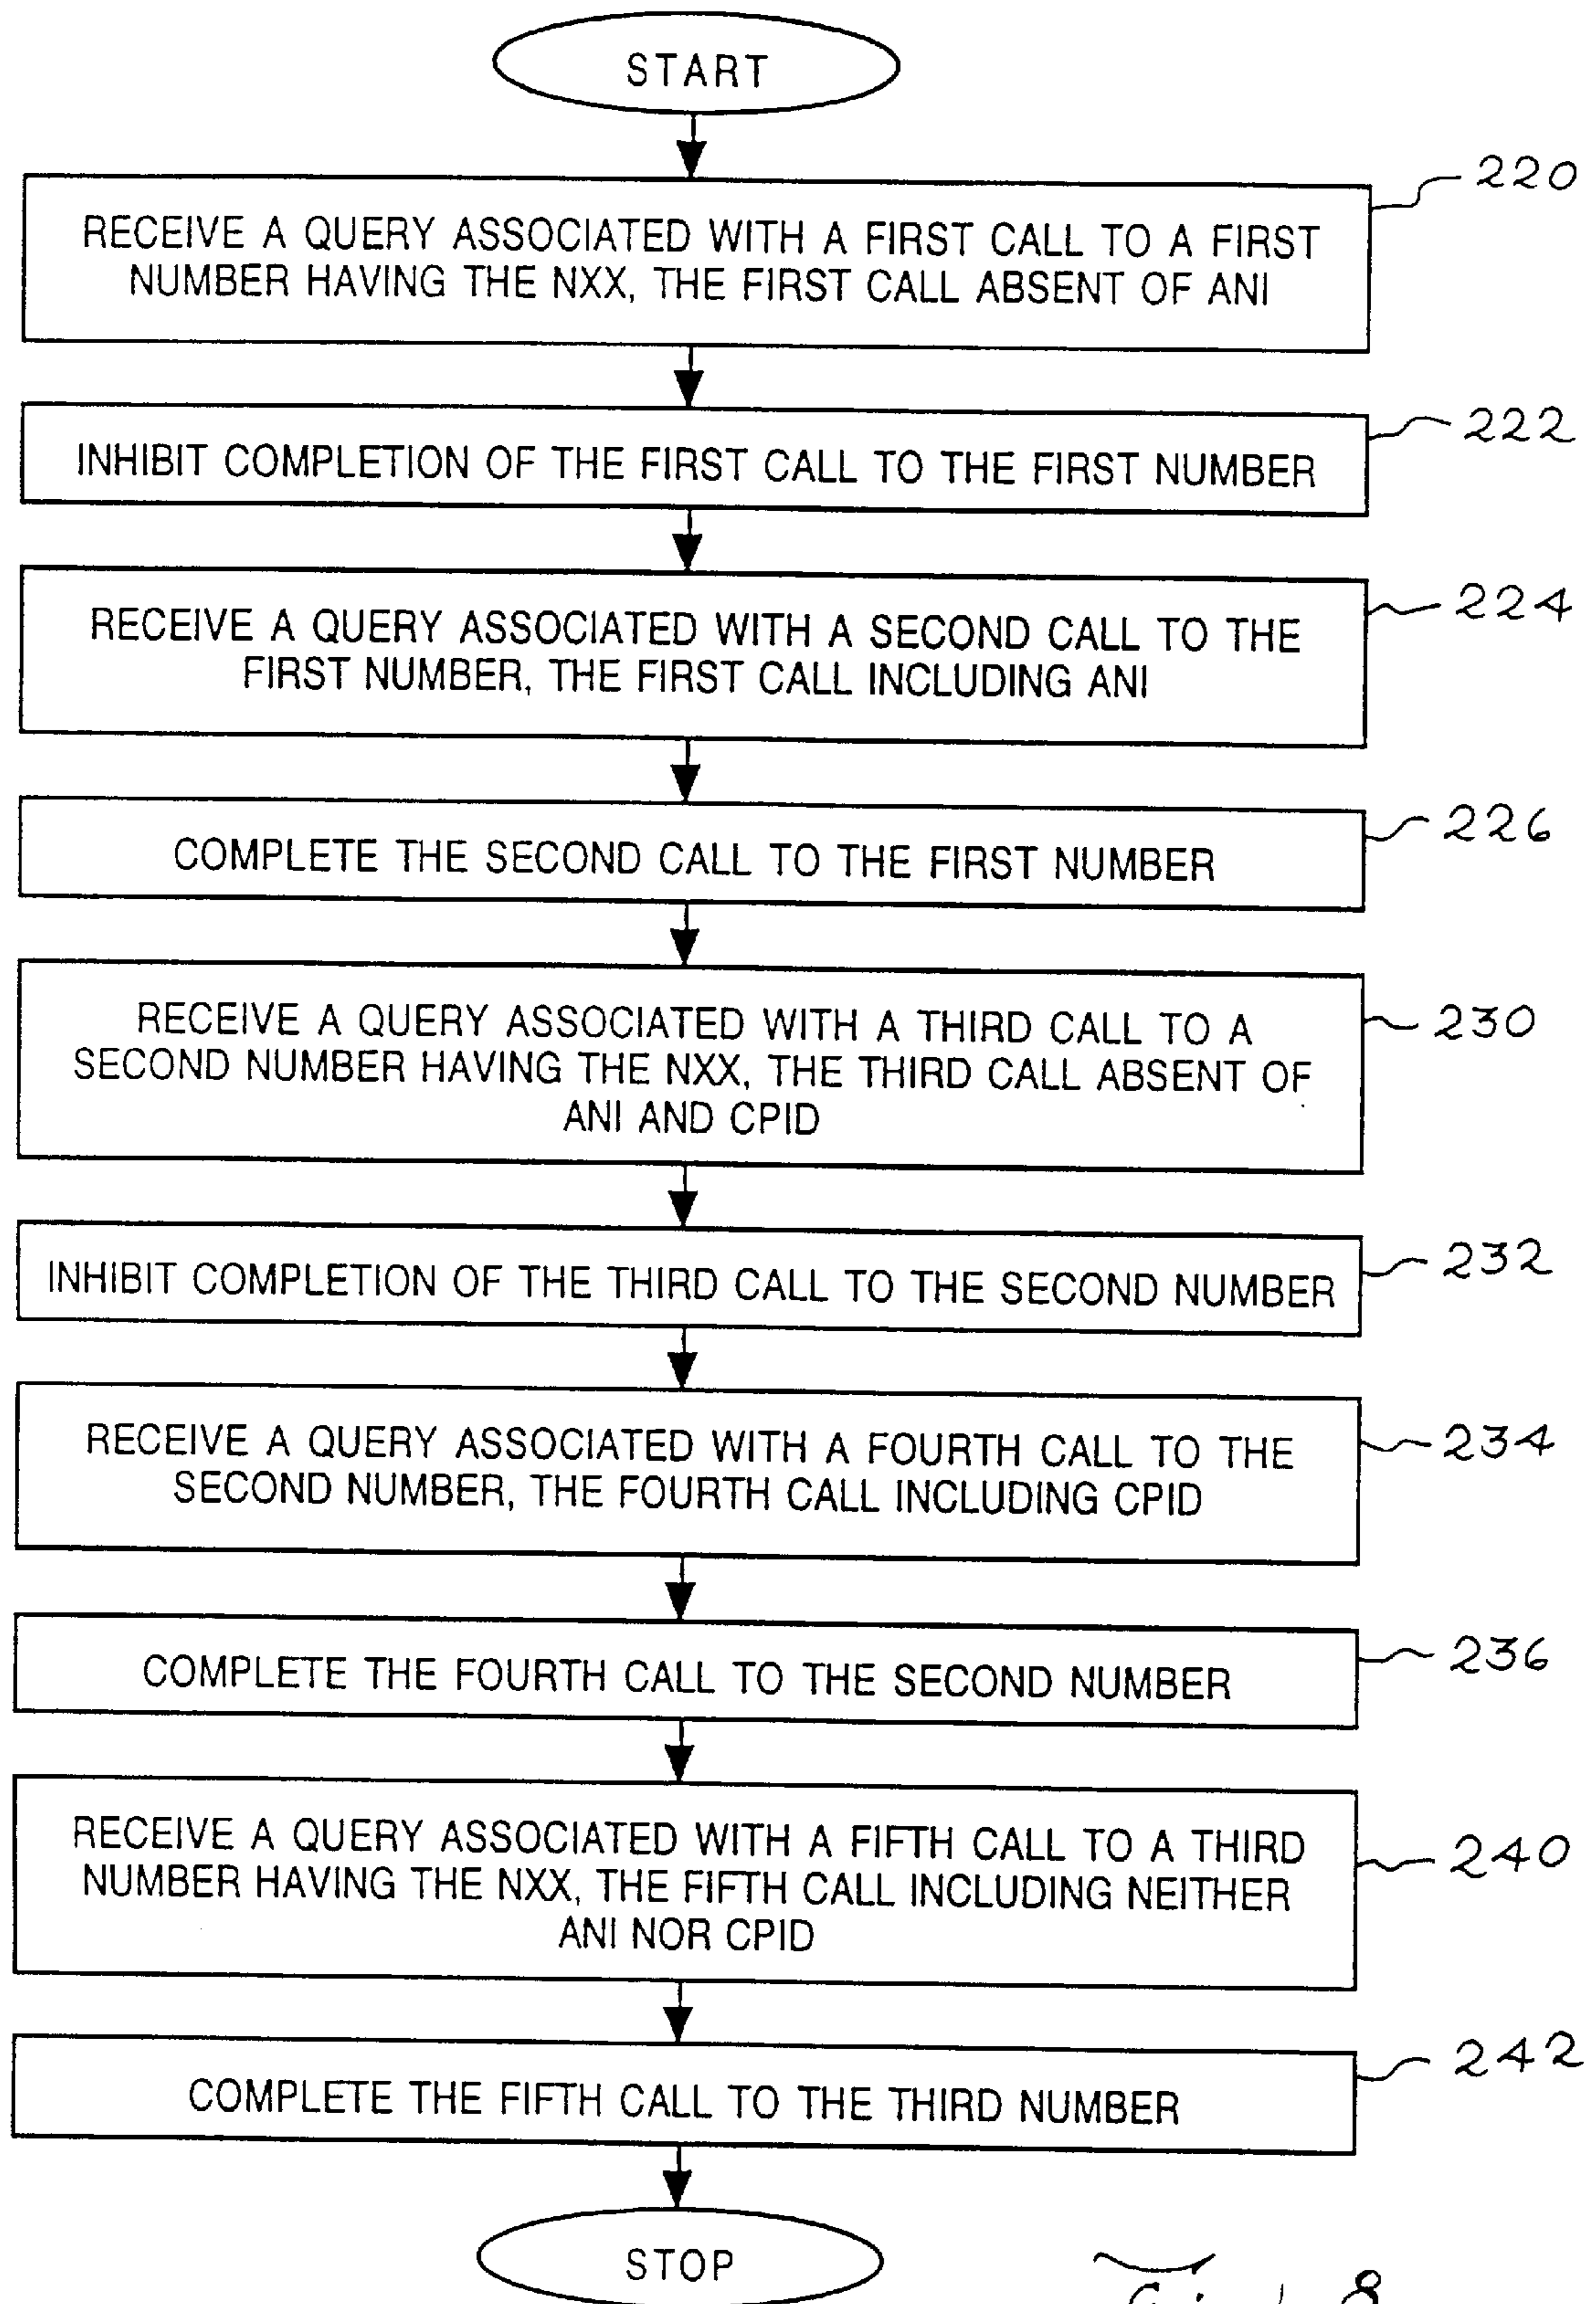 START
220
RECEIVE A QUERY ASSOCIATED WITH A FIRST CALL TO A FIRST
NUMBER HAVING THE NXX, THE FIRST CALL ABSENT OF ANI
222
INHIBIT COMPLETION OF THE FIRST CALL TO THE FIRST NUMBER
224
RECEIVE A QUERY ASSOCIATED WITH A SECOND CALL TO THE
FIRST NUMBER, THE FIRST CALL INCLUDING ANI
226
COMPLETE THE SECOND CALL TO THE FIRST NUMBER
230
RECEIVE A QUERY ASSOCIATED WITH A THIRD CALL TO A
SECOND NUMBER HAVING THE NXX, THE THIRD CALL ABSENT OF
ANI AND CPID
232
INHIBIT COMPLETION OF THE THIRD CALL TO THE SECOND NUMBER
234
RECEIVE A QUERY ASSOCIATED WITH A FOURTH CALL TO THE
SECOND NUMBER, THE FOURTH CALL INCLUDING CPID
236
COMPLETE THE FOURTH CALL TO THE SECOND NUMBER
240
RECEIVE A QUERY ASSOCIATED WITH A FIFTH CALL TO A THIRD
NUMBER HAVING THE NXX, THE FIFTH CALL INCLUDING NEITHER
ANI NOR CPID
242
COMPLETE THE FIFTH CALL TO THE THIRD NUMBER
STOP